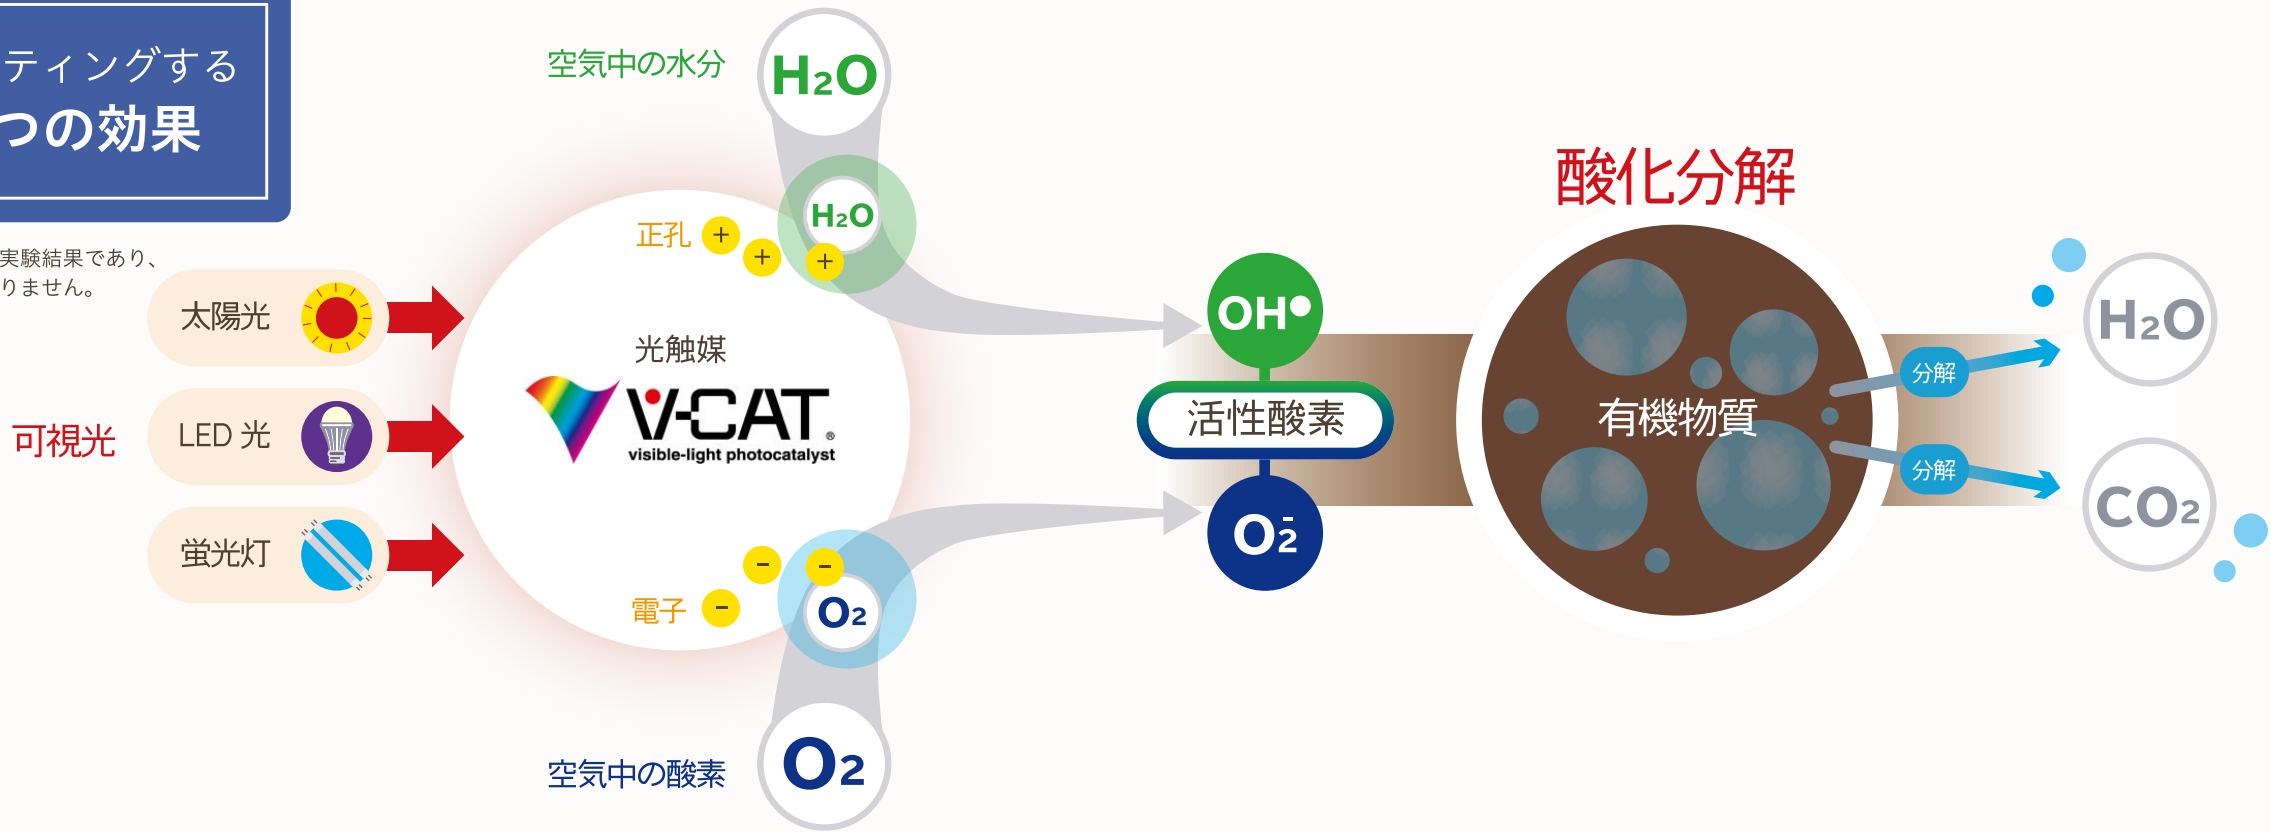 ティングする
つの効果
実験結果であり、
りません。
可視光
太陽光
LED 光
蛍光灯
空気中の水分
H₂O
H₂O
正孔
+
+
+
光触媒
V-CAT®
visible-light photocatalyst
電子
-
-
-
O₂
空気中の酸素
O₂
OH•
活性酸素
O₂⁻
酸化分解
有機物質
分解
分解
H₂O
CO₂